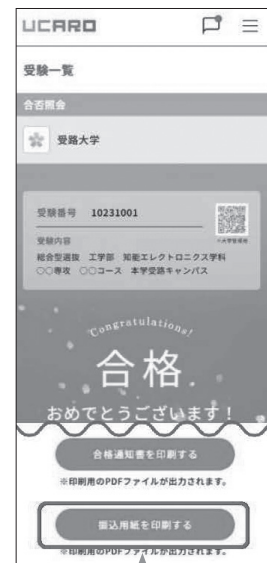 UCARO
受験一覧
合否照会
受路大学
受験番号 10231001
受験内容
総合型選抜 工学部 知能エレクトロニクス学科
○○専攻 ○○コース 本学受路キャンパス
Congratulations!
合格
おめでとうございます!
合格通知書を印刷する
※印刷用のPDFファイルが出力されます。
振込用紙を印刷する
※印刷用のPDFファイルが出力されます。